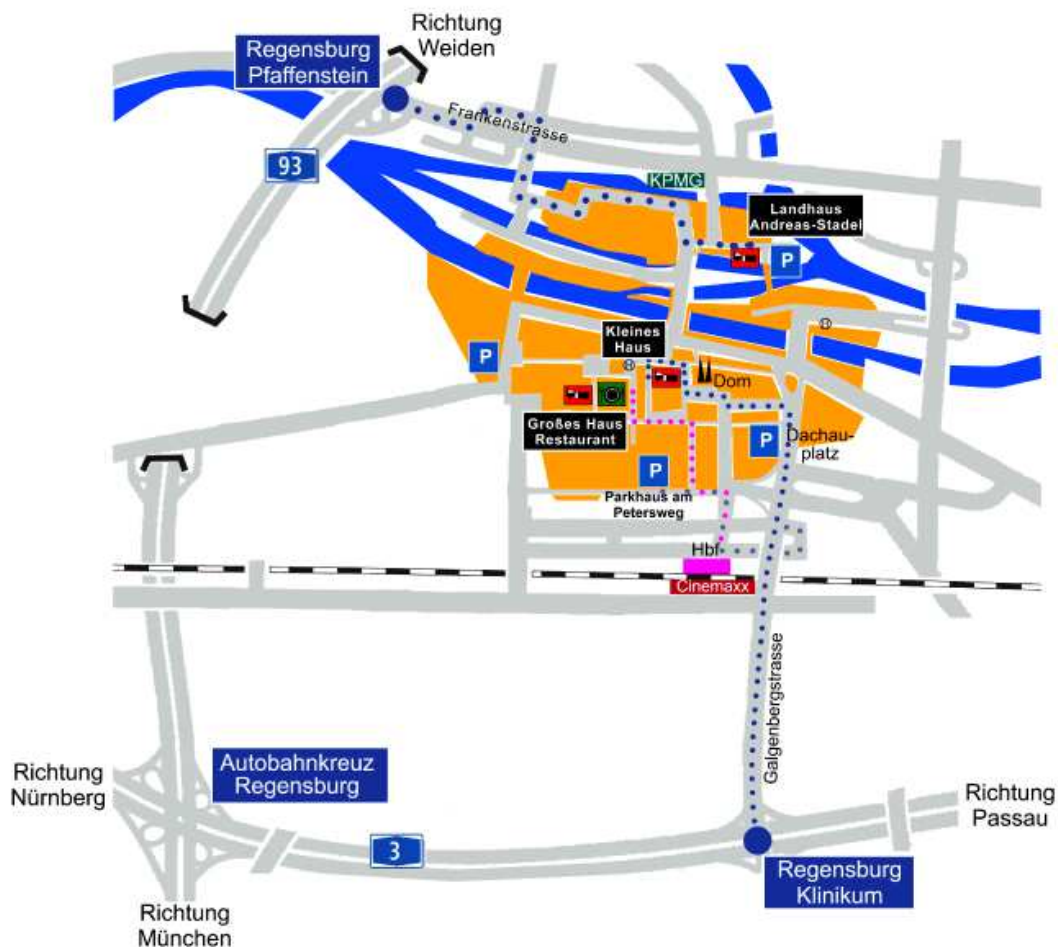 Richtung
Weiden
Regensburg
Pfaffenstein
Frankenstrasse
93
KPMG
Landhaus
Andreas-Stadel
P
H
Kleines
Haus
P
Dom
Großes Haus
Restaurant
P
Dachau-
platz
P
Parkhaus am
Petersweg
Hbf
Cinemaxx
Galgenbergstrasse
Autobahnkreuz
Regensburg
Richtung
Nürnberg
Richtung
Passau
3
Regensburg
Klinikum
Richtung
München